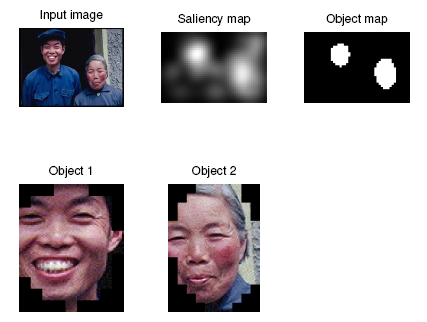 Input image
Saliency map
Object map
Object 1
Object 2